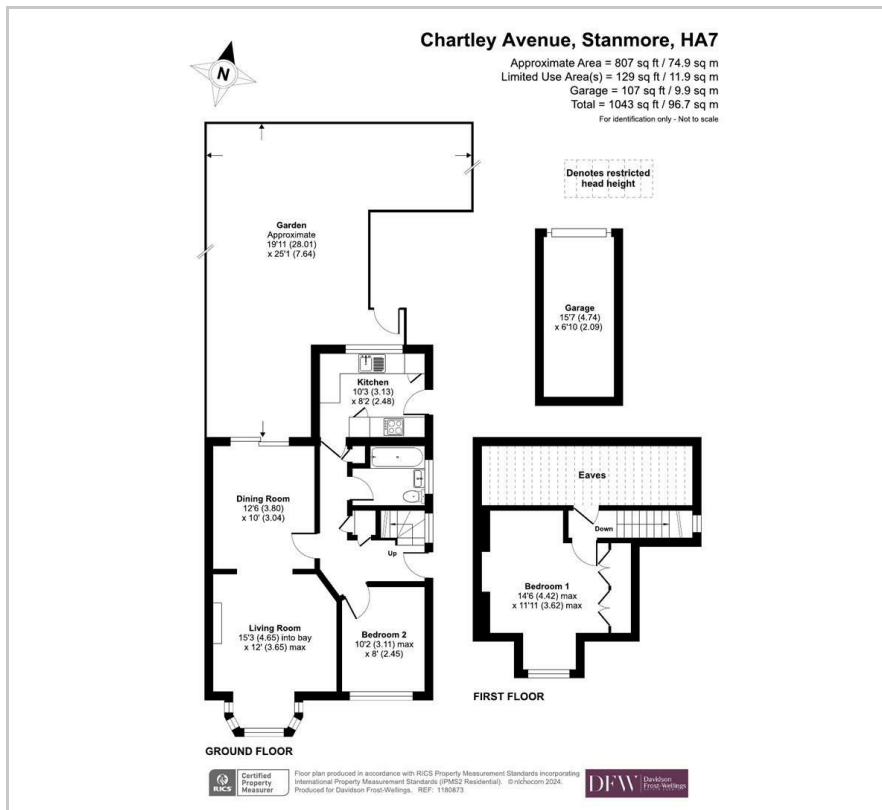 Chartley Avenue, Stanmore, HA7
Approximate Area = 807 sq ft / 74.9 sq m
Limited Use Area(s) = 129 sq ft / 11.9 sq m
Garage = 107 sq ft / 9.9 sq m
Total = 1043 sq ft / 96.7 sq m
For identification only - Not to scale
N
Denotes restricted
head height
Garden
Approximate
19'11 (28.01)
x 25'1 (7.64)
Garage
15'7 (4.74)
x 6'10 (2.09)
Kitchen
10'3 (3.13)
x 8'2 (2.48)
Dining Room
12'6 (3.80)
x 10' (3.04)
Up
Living Room
15'3 (4.65) into bay
x 12' (3.65) max
Bedroom 2
10'2 (3.11) max
x 8' (2.45)
GROUND FLOOR
Eaves
Down
Bedroom 1
14'6 (4.42) max
x 11'11 (3.62) max
FIRST FLOOR
RICS
Certified
Property
Measurer
Floor plan produced in accordance with RICS Property Measurement Standards incorporating
International Property Measurement Standards (IPMS2 Residential). © nichecom 2024.
Produced for Davidson Frost-Wellings. REF: 1180873
DFW
Davidson
Frost-Wellings